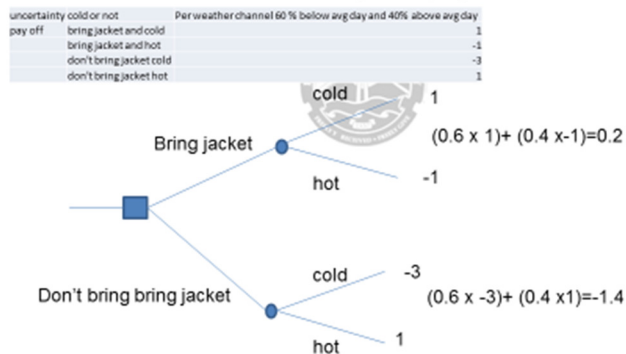 uncertainty cold or not Per weather channel 60 % below avg day and 40% above avg day
pay off bring jacket and cold 1
bring jacket and hot -1
don't bring jacket cold -3
don't bring jacket hot 1
cold 1
(0.6 x 1)+ (0.4 x-1)=0.2
Bring jacket
hot -1
cold -3
(0.6 x -3)+ (0.4 x1)=-1.4
Don't bring bring jacket
hot 1